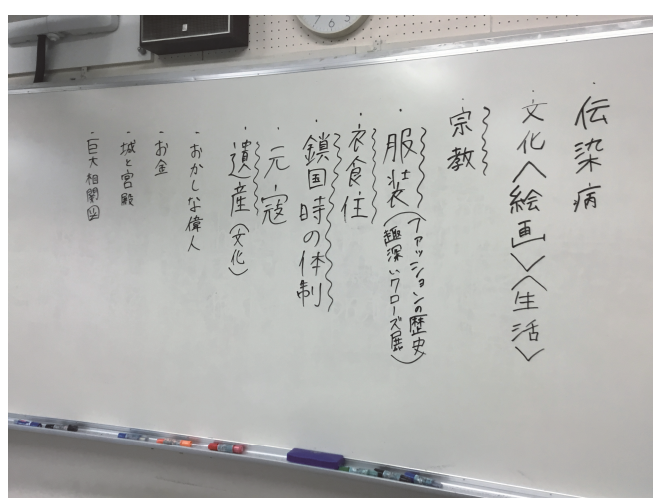 ・伝染病
・文化〈絵画〉〈生活〉
・宗教
・服装(ファッションの歴史
趣深いクローズ展)
・衣食住
・鎖国時の体制
・元寇
・遺産(文化)
・おかしな偉人
・お金
・城と宮殿
・巨大相関図